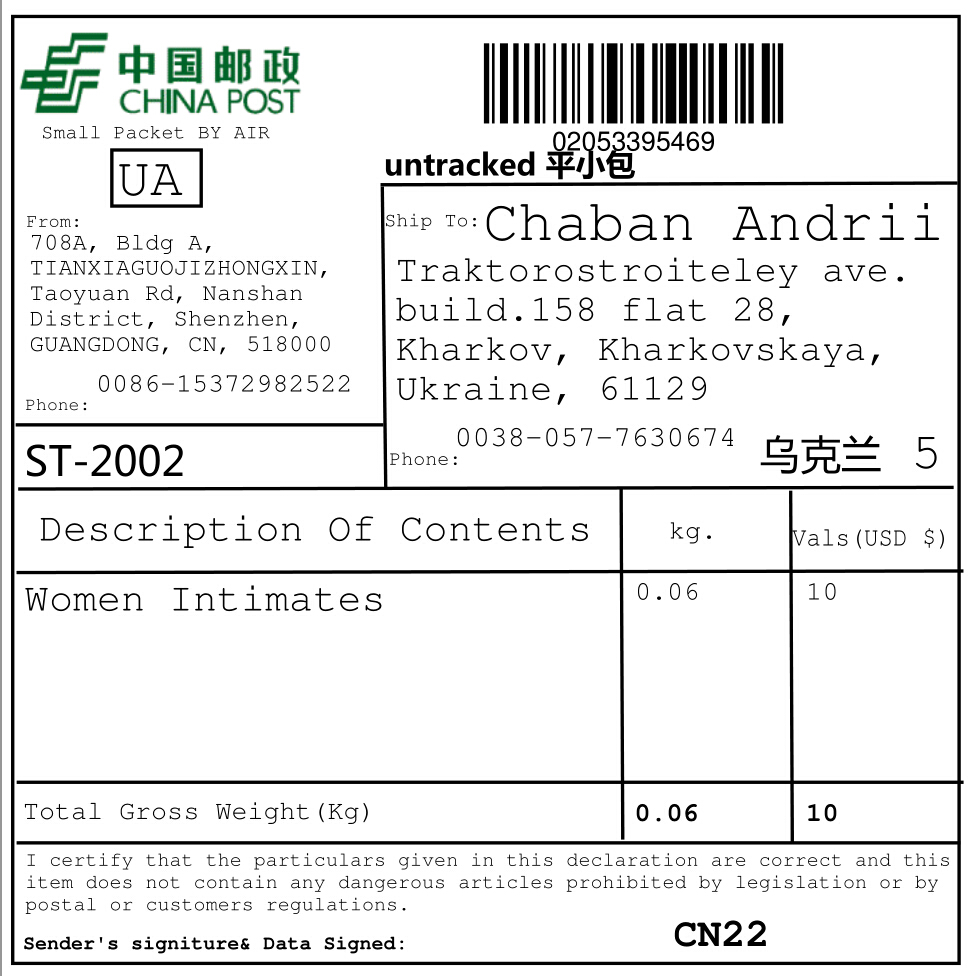 中国邮政
CHINA POST
Small Packet BY AIR
UA
02053395469
untracked 平小包
From:
708A, Bldg A,
TIANXIAGUOJIZHONGXIN,
Taoyuan Rd, Nanshan
District, Shenzhen,
GUANGDONG, CN, 518000
0086-15372982522
Phone:
ST-2002
Ship To: Chaban Andrii
Traktorostroiteley ave.
build.158 flat 28,
Kharkov, Kharkovskaya,
Ukraine, 61129
0038-057-7630674
Phone:
乌克兰 5
Description Of Contents kg. Vals(USD $)
Women Intimates 0.06 10
Total Gross Weight(Kg) 0.06 10
I certify that the particulars given in this declaration are correct and this
item does not contain any dangerous articles prohibited by legislation or by
postal or customers regulations.
Sender's signiture& Data Signed:
CN22